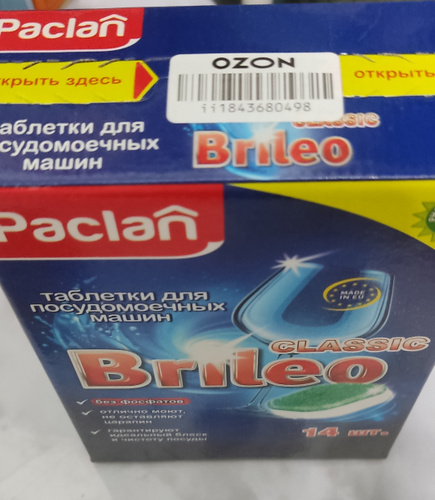 Paclan
крыть здесь
OZON
открыть
ii1843680498
таблетки для
посудомоечных
машин
CLASSIC
Brileo
Paclan
таблетки для
посудомоечных
машин
MADE
IN EU
CLASSIC
Brileo
без фосфатов
отлично моют,
не оставляют
царапин
гарантируют
идеальный блеск
и чистоту посуды
14 шт.